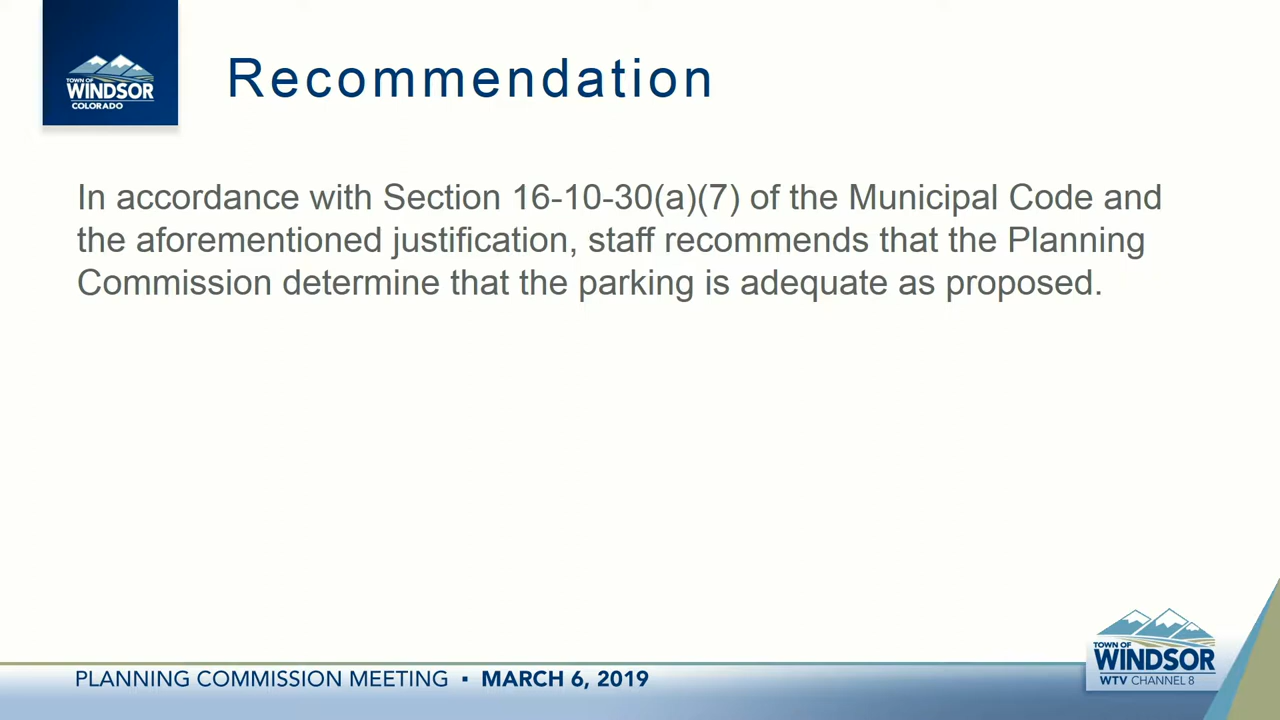 TOWN OF
WINDSOR
COLORADO
Recommendation
In accordance with Section 16-10-30(a)(7) of the Municipal Code and
the aforementioned justification, staff recommends that the Planning
Commission determine that the parking is adequate as proposed.
PLANNING COMMISSION MEETING ▪ MARCH 6, 2019
TOWN OF
WINDSOR
WTV CHANNEL 8